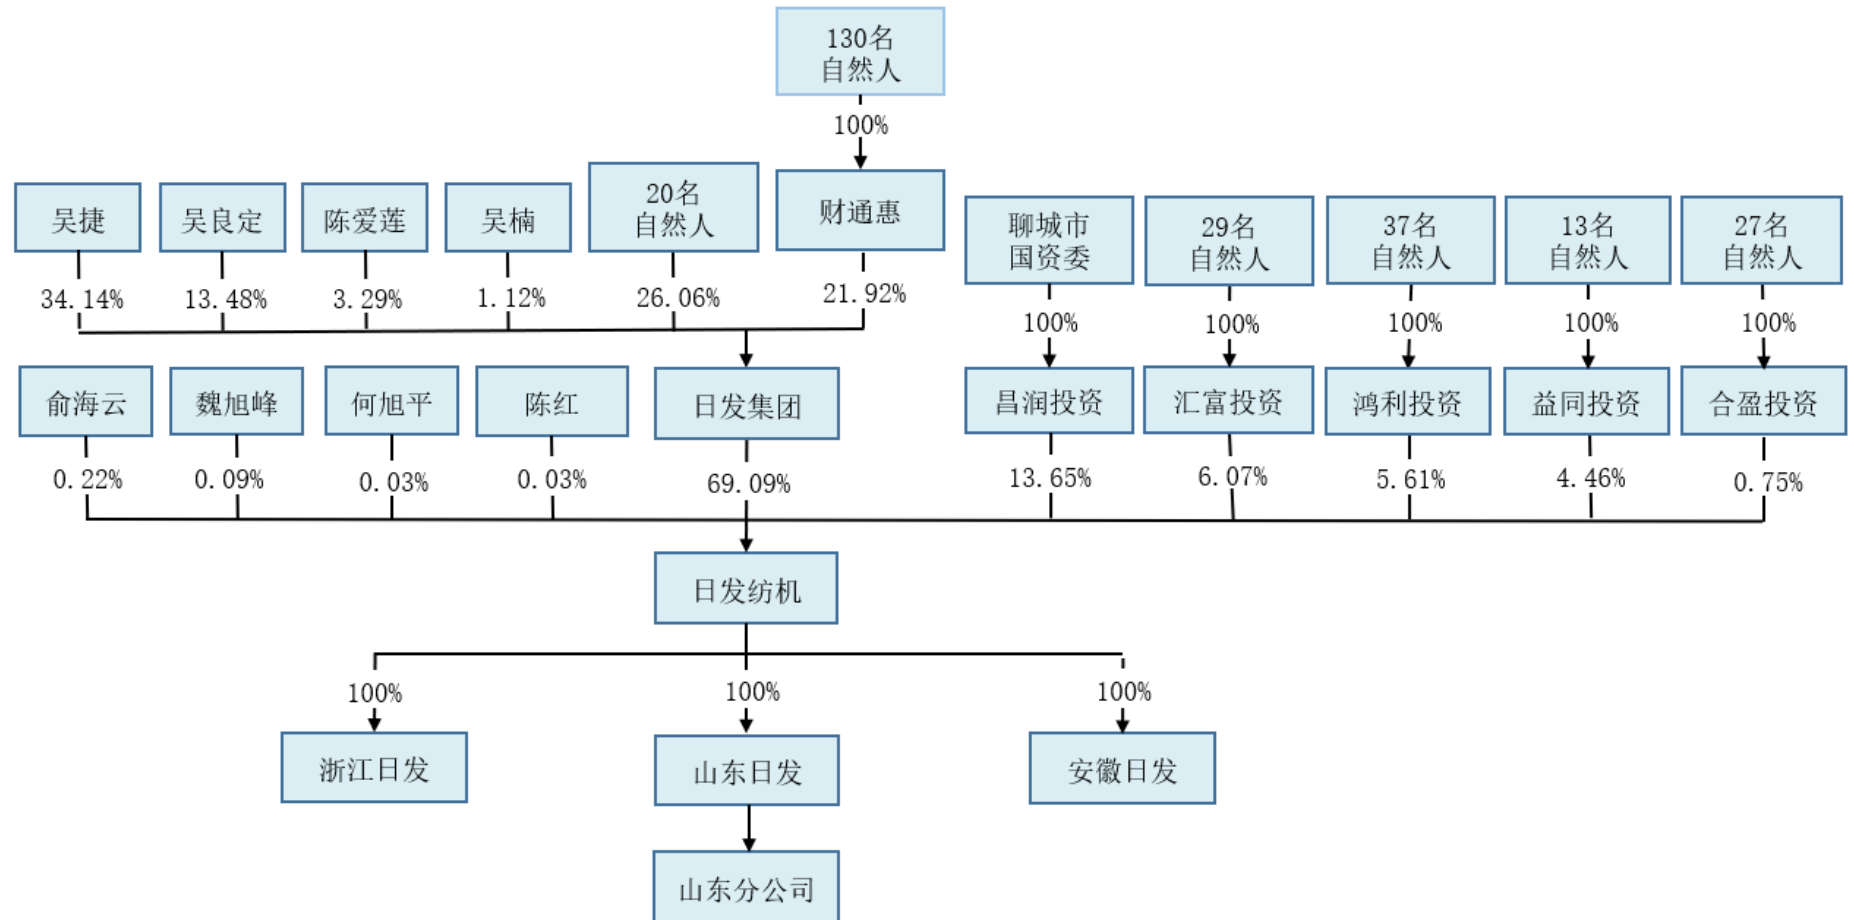 130名
自然人
100%
吴捷
吴良定
陈爱莲
吴楠
20名
自然人
财通惠
聊城市
国资委
29名
自然人
37名
自然人
13名
自然人
27名
自然人
34.14%
13.48%
3.29%
1.12%
26.06%
21.92%
100%
100%
100%
100%
100%
俞海云
魏旭峰
何旭平
陈红
日发集团
昌润投资
汇富投资
鸿利投资
益同投资
合盈投资
0.22%
0.09%
0.03%
0.03%
69.09%
13.65%
6.07%
5.61%
4.46%
0.75%
日发纺机
100%
100%
100%
浙江日发
山东日发
安徽日发
山东分公司